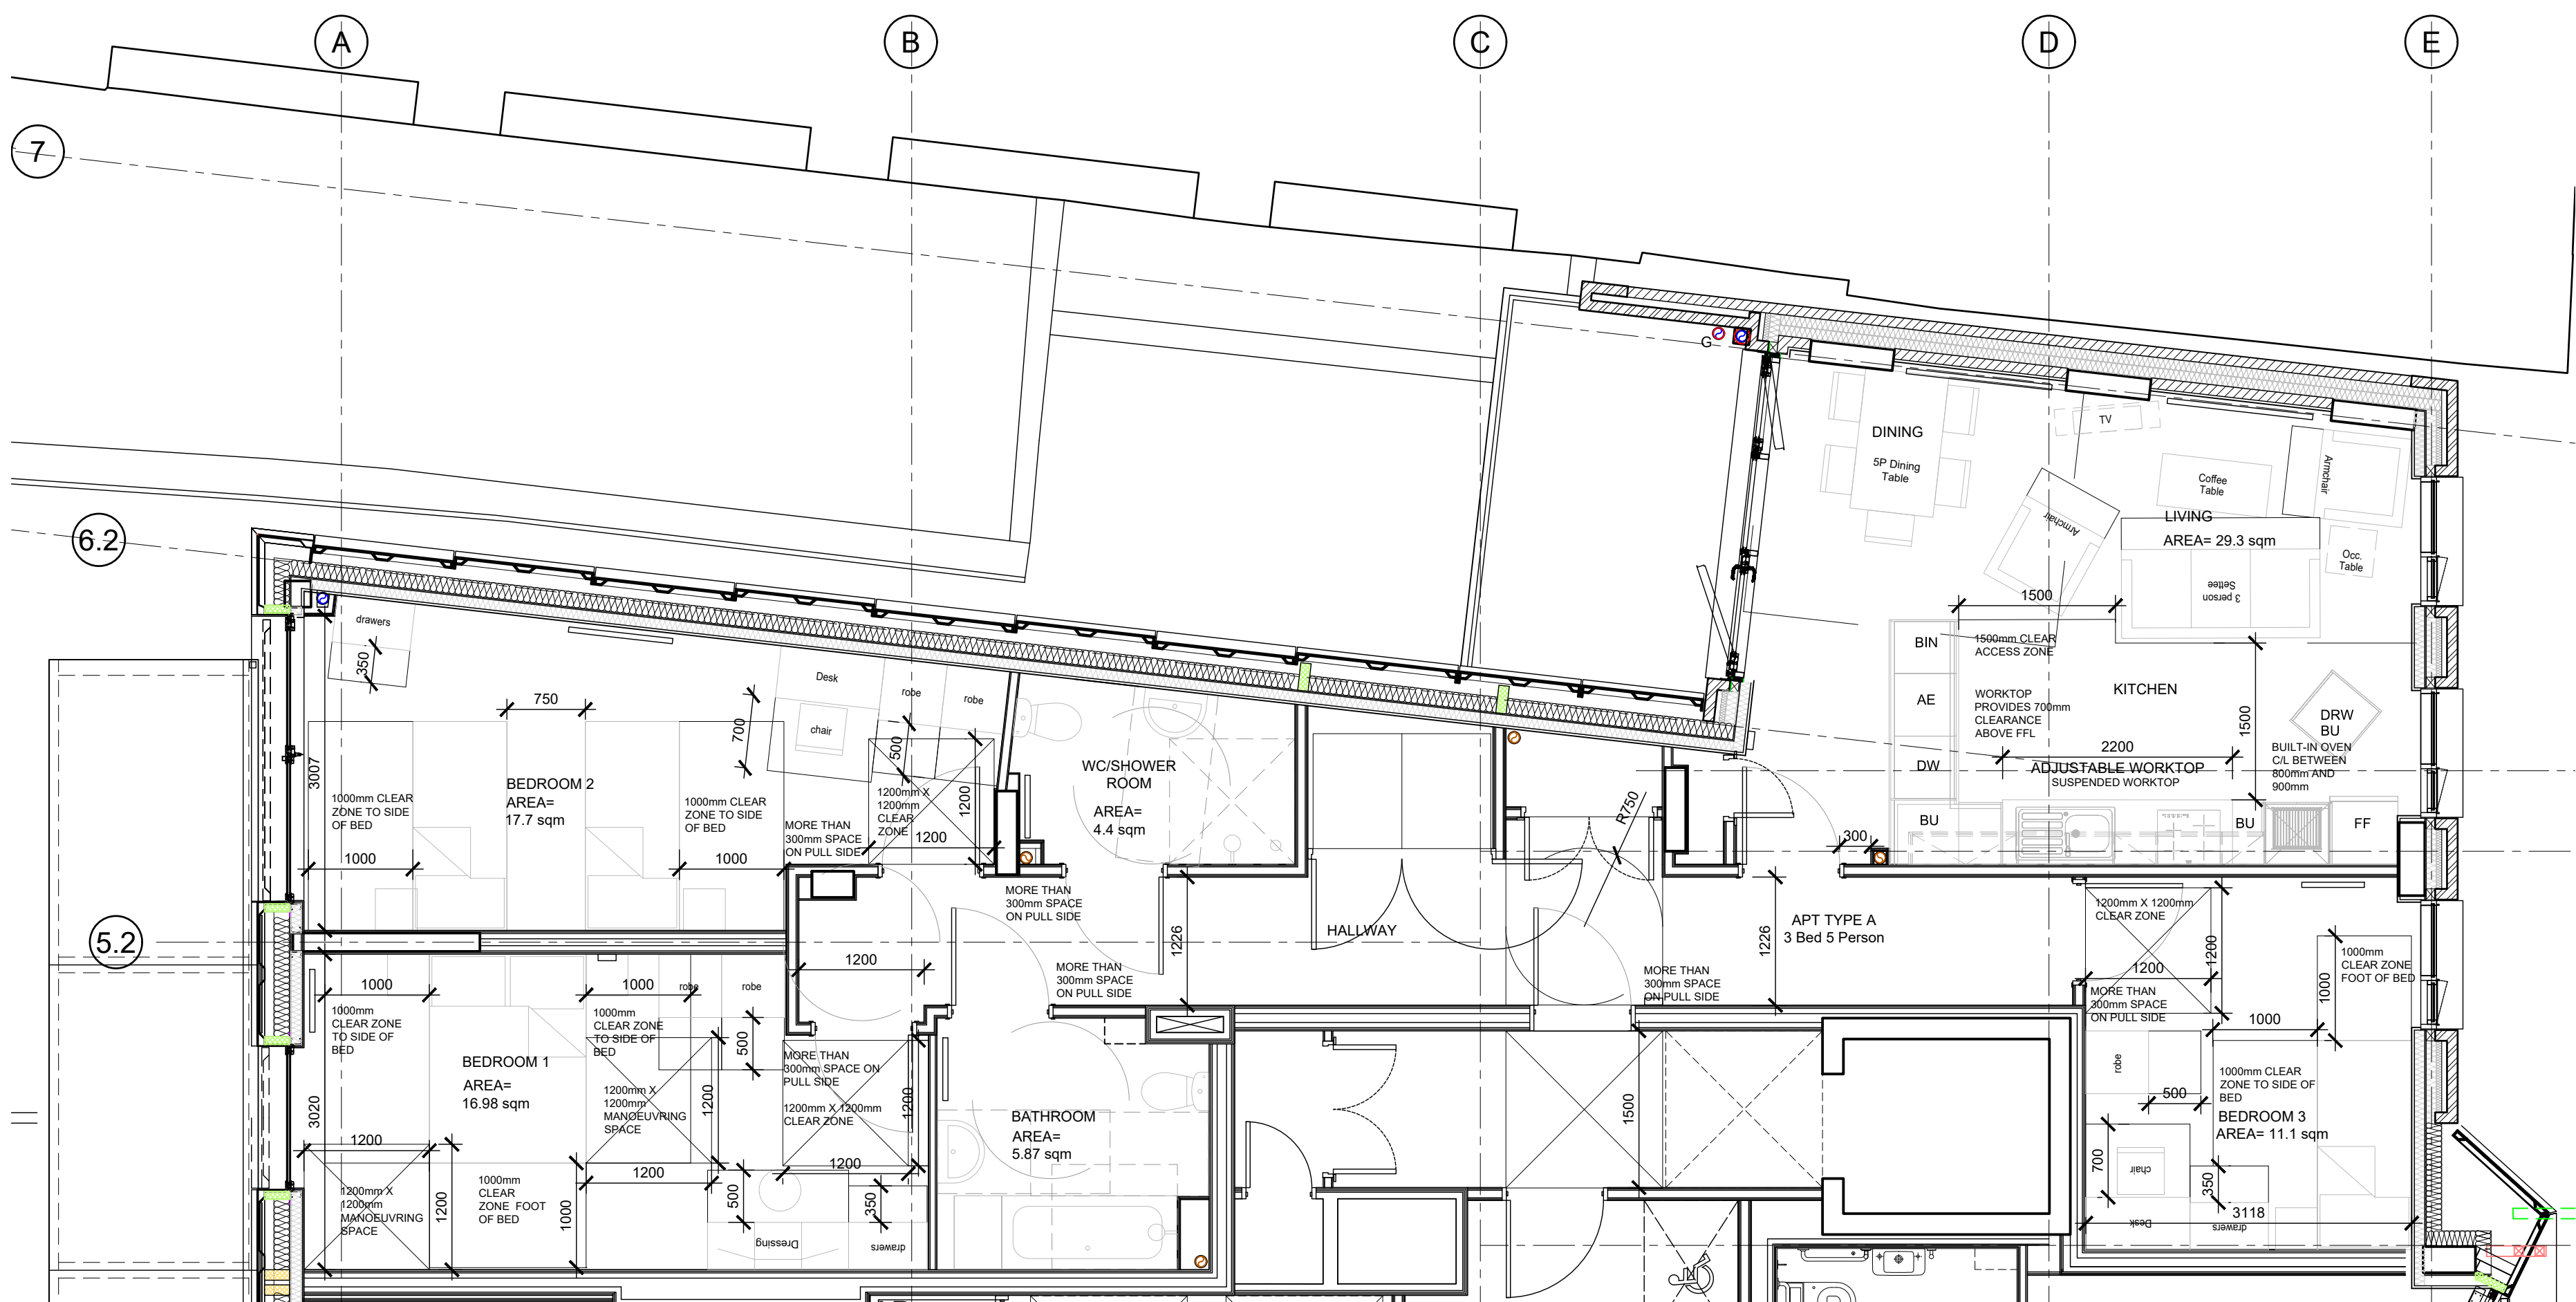 A
B
C
D
E
7
6.2
5.2
G
DINING
5P Dining
Table
TV
Armchair
Coffee
Table
Armchair
LIVING
AREA= 29.3 sqm
Occ.
Table
3 person
Settee
1500
BIN
1500mm CLEAR
ACCESS ZONE
AE
WORKTOP
PROVIDES 700mm
CLEARANCE
ABOVE FFL
KITCHEN
1500
DRW
BU
BUILT-IN OVEN
C/L BETWEEN
800mm AND
900mm
2200
DW
ADJUSTABLE WORKTOP
SUSPENDED WORKTOP
BU
BU
FF
300
R750
drawers
350
750
Desk
chair
700
robe
robe
500
3007
BEDROOM 2
AREA=
17.7 sqm
1000mm CLEAR
ZONE TO SIDE
OF BED
1000mm CLEAR
ZONE TO SIDE
OF BED
1000
1000
MORE THAN
300mm SPACE
ON PULL SIDE
1200mm X
1200mm
CLEAR
ZONE
1200
1200
WC/SHOWER
ROOM
AREA=
4.4 sqm
MORE THAN
300mm SPACE
ON PULL SIDE
1226
HALLWAY
MORE THAN
300mm SPACE
ON PULL SIDE
1200
MORE THAN
300mm SPACE
ON PULL SIDE
1226
APT TYPE A
3 Bed 5 Person
1200mm X 1200mm
CLEAR ZONE
1200
1200
MORE THAN
300mm SPACE
ON PULL SIDE
1000mm
CLEAR ZONE
FOOT OF BED
1000
1000
robe
500
1000mm CLEAR
ZONE TO SIDE OF
BED
BEDROOM 3
AREA= 11.1 sqm
700
chair
350
Desk
drawers
3118
1000
1000
robe
robe
1000mm
CLEAR ZONE
TO SIDE OF
BED
1000mm
CLEAR ZONE
TO SIDE OF
BED
500
BEDROOM 1
AREA=
16.98 sqm
3020
1200mm X
1200mm
MANOEUVRING
SPACE
1200
MORE THAN
300mm SPACE ON
PULL SIDE
1200mm X 1200mm
CLEAR ZONE
1200
1200
1200
1200mm X
1200mm
MANOEUVRING
SPACE
1200
1000mm
CLEAR
ZONE FOOT
OF BED
1000
1200
500
350
Dressing
drawers
BATHROOM
AREA=
5.87 sqm
1500